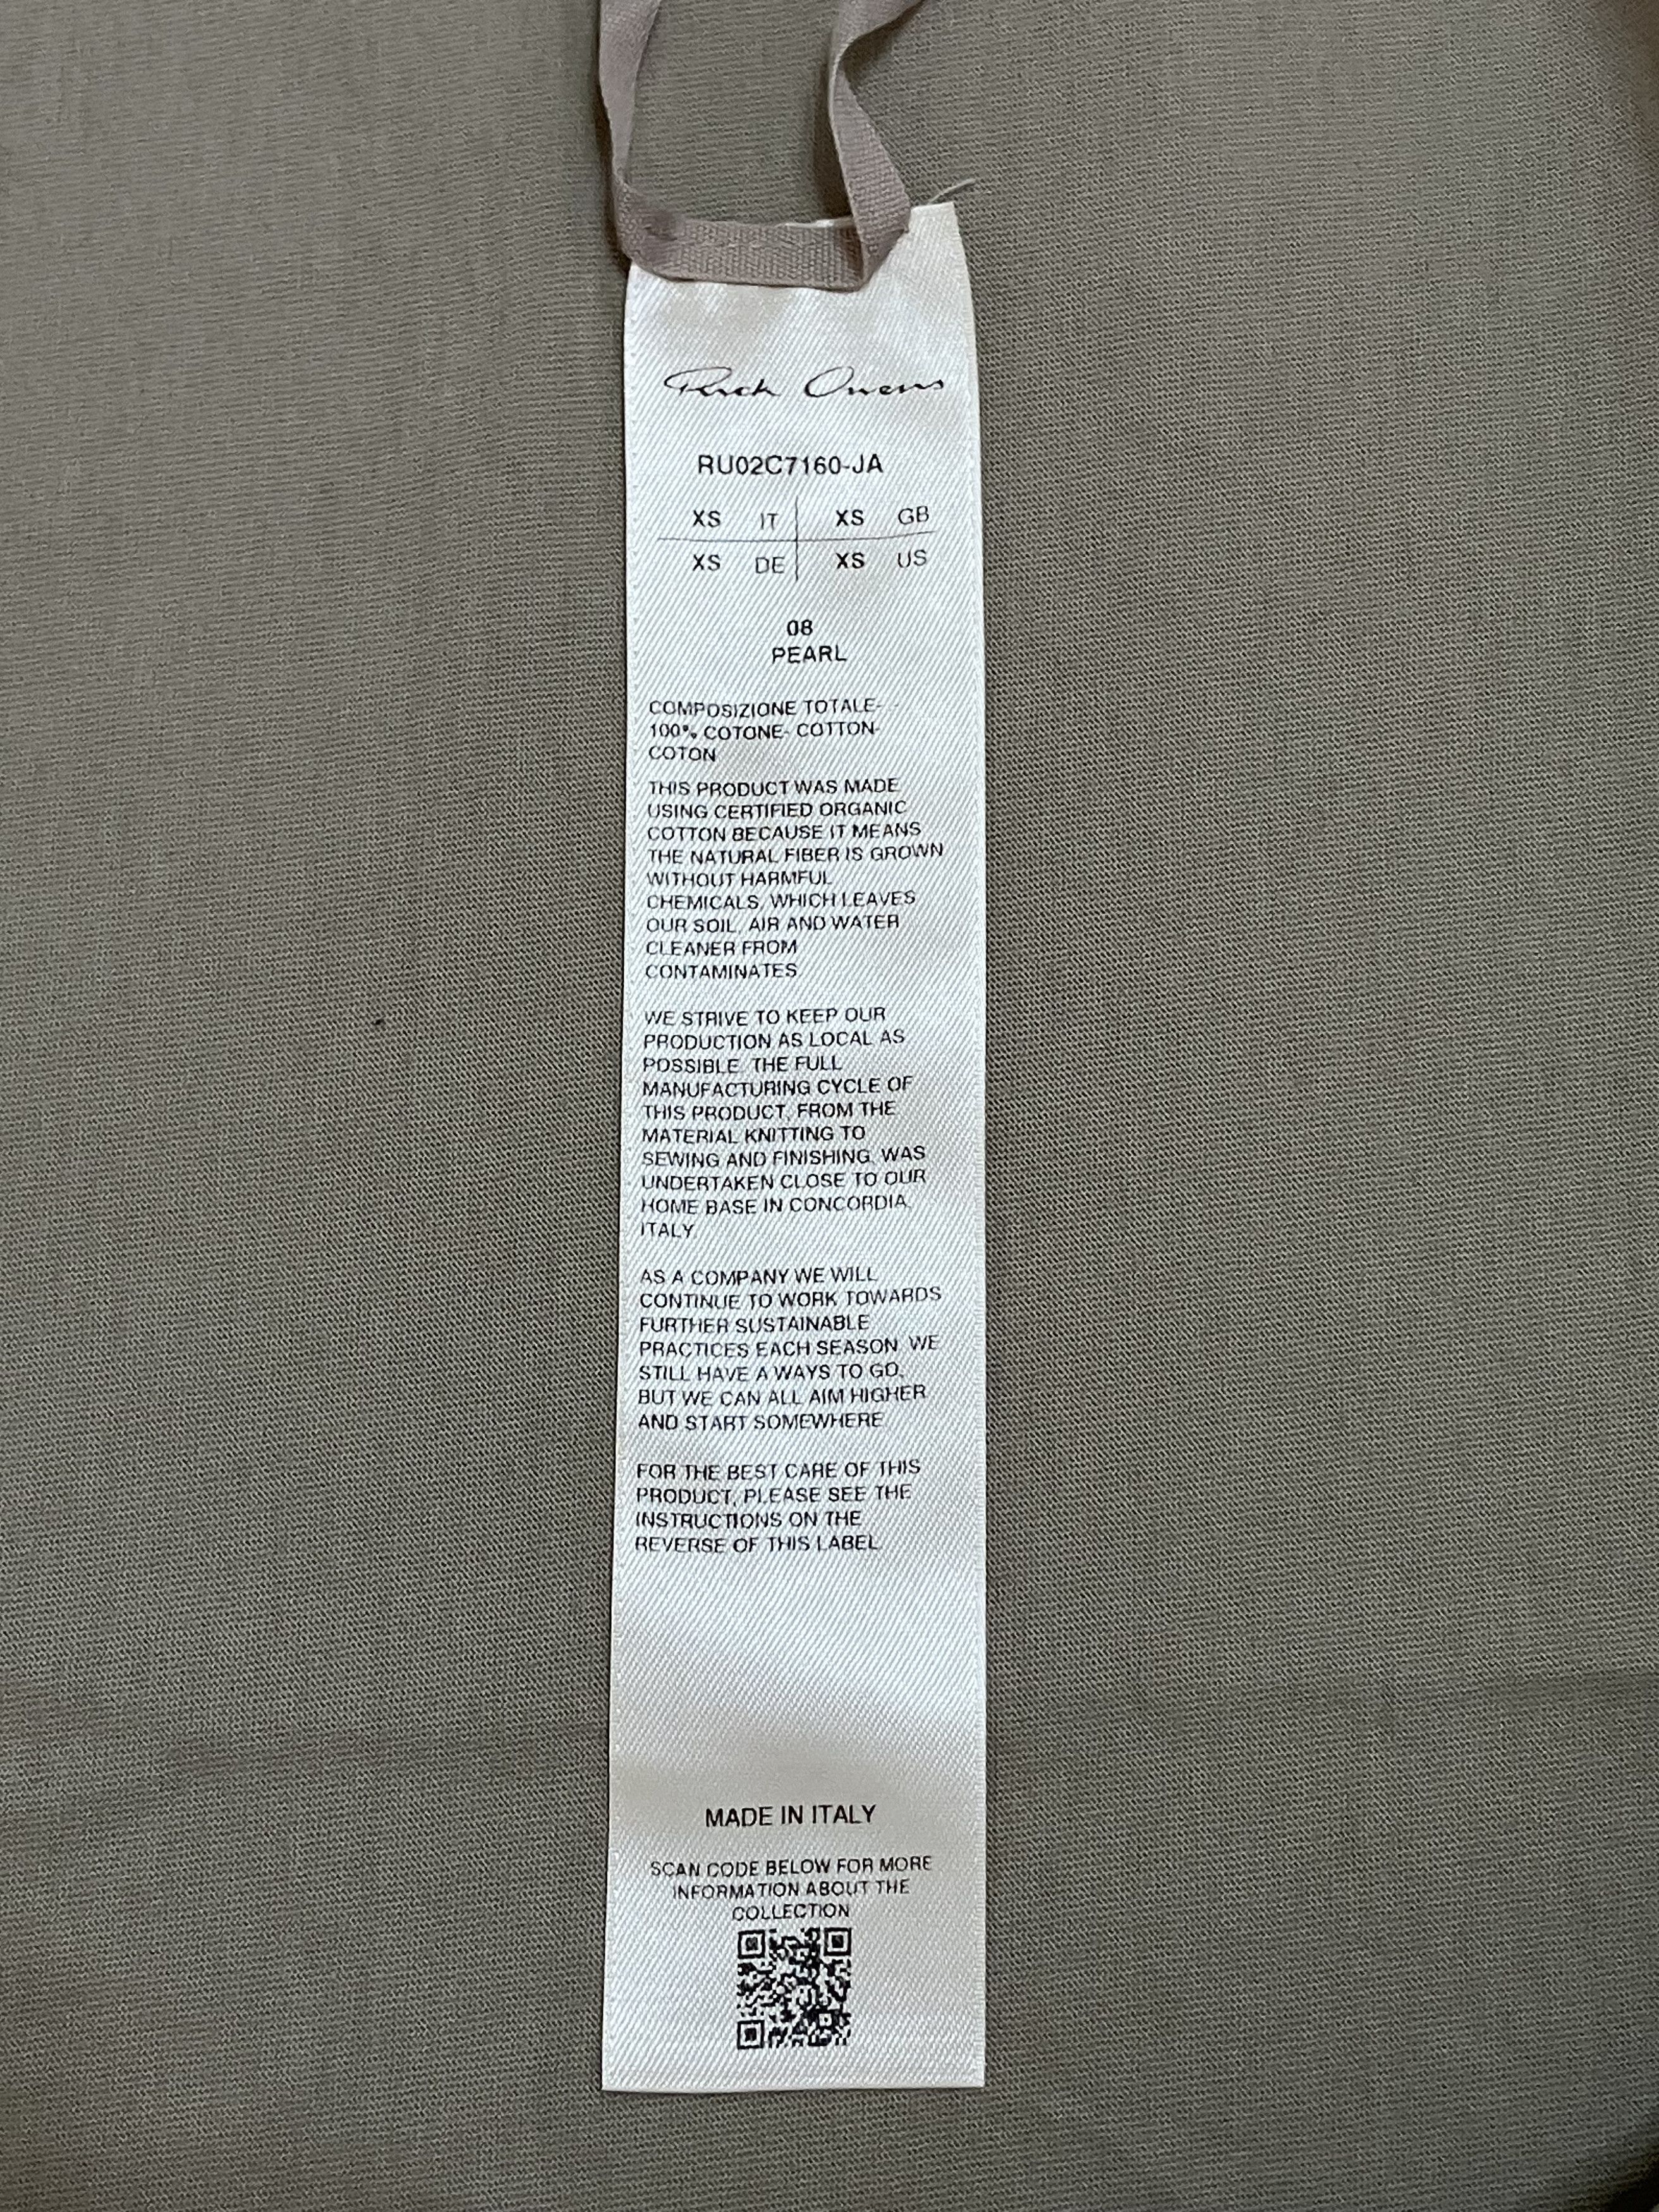 Rick Owens
RU02C7160-JA
XS IT XS GB
XS DE XS US
08
PEARL
COMPOSIZIONE TOTALE-
100% COTONE- COTTON-
COTON
THIS PRODUCT WAS MADE
USING CERTIFIED ORGANIC
COTTON BECAUSE IT MEANS
THE NATURAL FIBER IS GROWN
WITHOUT HARMFUL
CHEMICALS, WHICH LEAVES
OUR SOIL, AIR AND WATER
CLEANER FROM
CONTAMINATES.
WE STRIVE TO KEEP OUR
PRODUCTION AS LOCAL AS
POSSIBLE. THE FULL
MANUFACTURING CYCLE OF
THIS PRODUCT, FROM THE
MATERIAL KNITTING TO
SEWING AND FINISHING, WAS
UNDERTAKEN CLOSE TO OUR
HOME BASE IN CONCORDIA,
ITALY.
AS A COMPANY WE WILL
CONTINUE TO WORK TOWARDS
FURTHER SUSTAINABLE
PRACTICES EACH SEASON. WE
STILL HAVE A WAYS TO GO,
BUT WE CAN ALL AIM HIGHER
AND START SOMEWHERE.
FOR THE BEST CARE OF THIS
PRODUCT, PLEASE SEE THE
INSTRUCTIONS ON THE
REVERSE OF THIS LABEL.
MADE IN ITALY
SCAN CODE BELOW FOR MORE
INFORMATION ABOUT THE
COLLECTION